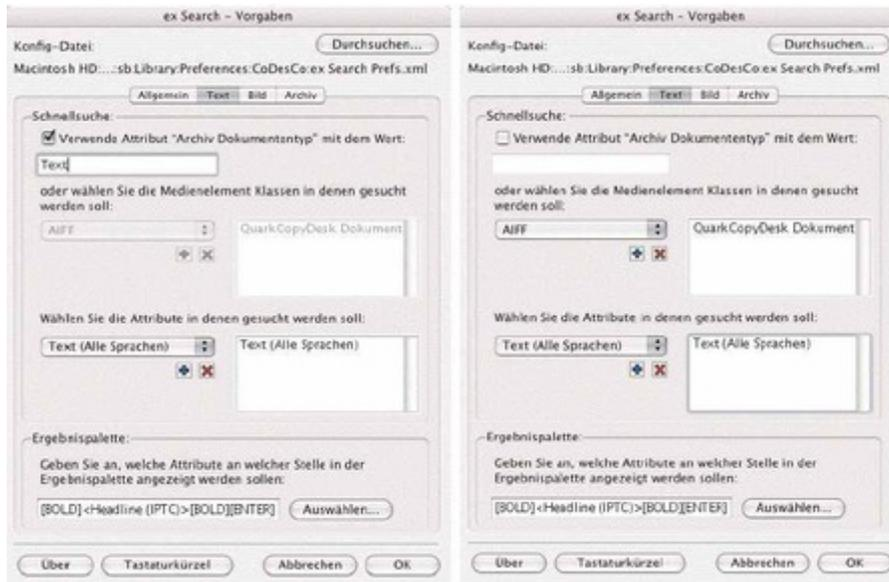 ex Search – Vorgaben
Konfig-Datei:
Durchsuchen...
Macintosh HD:...:sb:Library:Preferences:CoDesCo:ex Search Prefs.xml
Allgemein Text Bild Archiv
Schnellsuche:
Verwende Attribut "Archiv Dokumententyp" mit dem Wert:
Text
oder wählen Sie die Medienelement Klassen in denen gesucht
werden soll:
AIFF
QuarkCopyDesk Dokument
Wählen Sie die Attribute in denen gesucht werden soll:
Text (Alle Sprachen)
Text (Alle Sprachen)
Ergebnispalette:
Geben Sie an, welche Attribute an welcher Stelle in der
Ergebnispalette angezeigt werden sollen:
[BOLD]<Headline (IPTC)>[BOLD][ENTER]
Auswählen...
Über
Tastaturkürzel
Abbrechen
OK
ex Search – Vorgaben
Konfig-Datei:
Durchsuchen...
Macintosh HD:...:sb:Library:Preferences:CoDesCo:ex Search Prefs.xml
Allgemein Text Bild Archiv
Schnellsuche:
Verwende Attribut "Archiv Dokumententyp" mit dem Wert:
oder wählen Sie die Medienelement Klassen in denen gesucht
werden soll:
AIFF
QuarkCopyDesk Dokument
Wählen Sie die Attribute in denen gesucht werden soll:
Text (Alle Sprachen)
Text (Alle Sprachen)
Ergebnispalette:
Geben Sie an, welche Attribute an welcher Stelle in der
Ergebnispalette angezeigt werden sollen:
[BOLD]<Headline (IPTC)>[BOLD][ENTER]
Auswählen...
Über
Tastaturkürzel
Abbrechen
OK